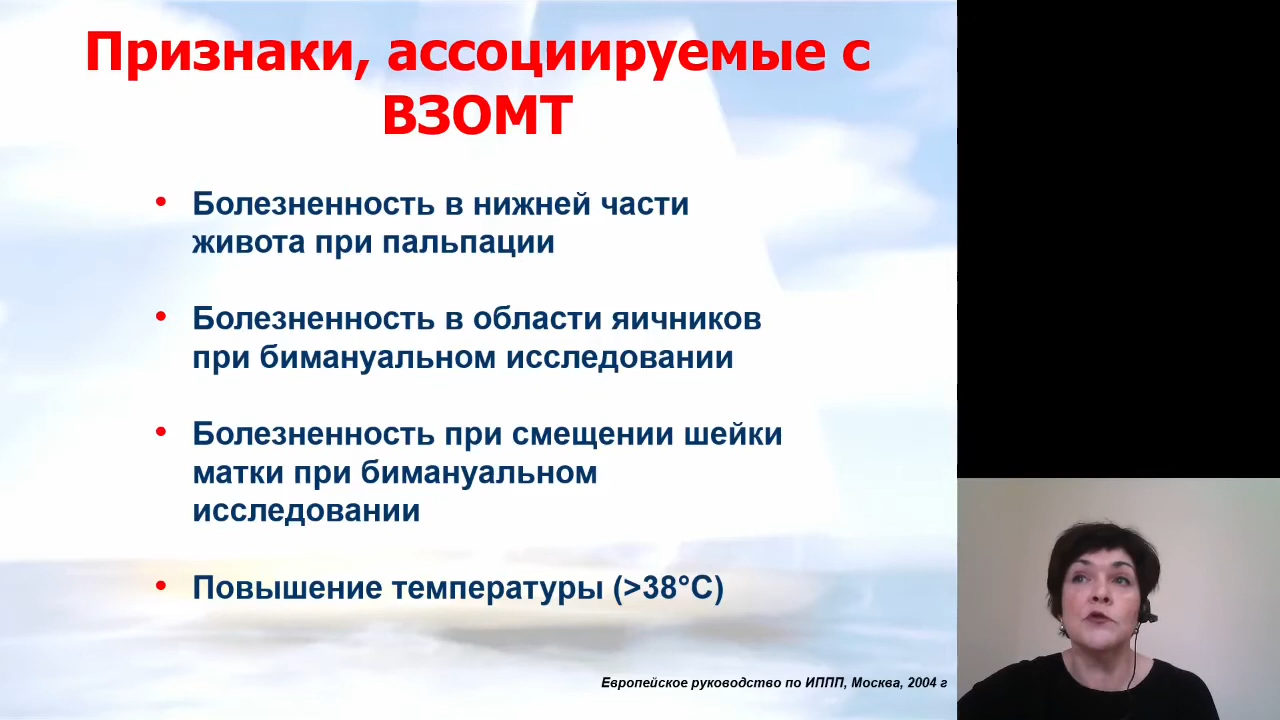 Признаки, ассоциируемые с
ВЗОМТ
• Болезненность в нижней части
живота при пальпации
• Болезненность в области яичников
при бимануальном исследовании
• Болезненность при смещении шейки
матки при бимануальном
исследовании
• Повышение температуры (>38°C)
Европейское руководство по ИППП, Москва, 2004 г